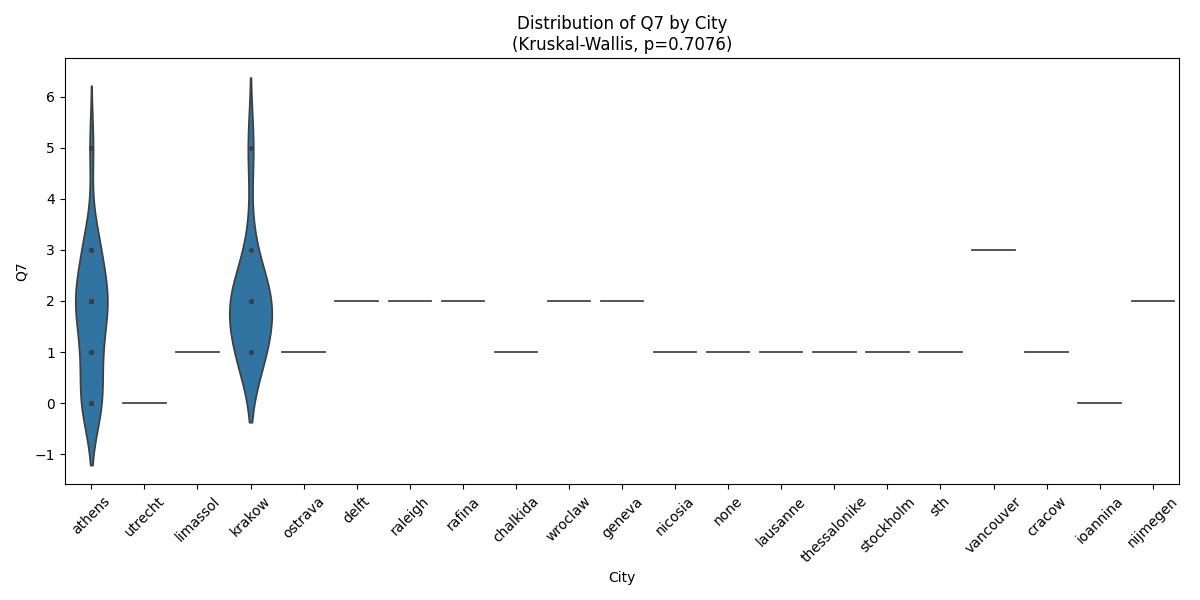 Distribution of Q7 by City
(Kruskal-Wallis, p=0.7076)
6
5
4
3
2
1
0
−1
Q7
athens
utrecht
limassol
krakow
ostrava
delft
raleigh
rafina
chalkida
wroclaw
geneva
nicosia
none
lausanne
thessalonike
stockholm
sth
vancouver
cracow
ioannina
nijmegen
City